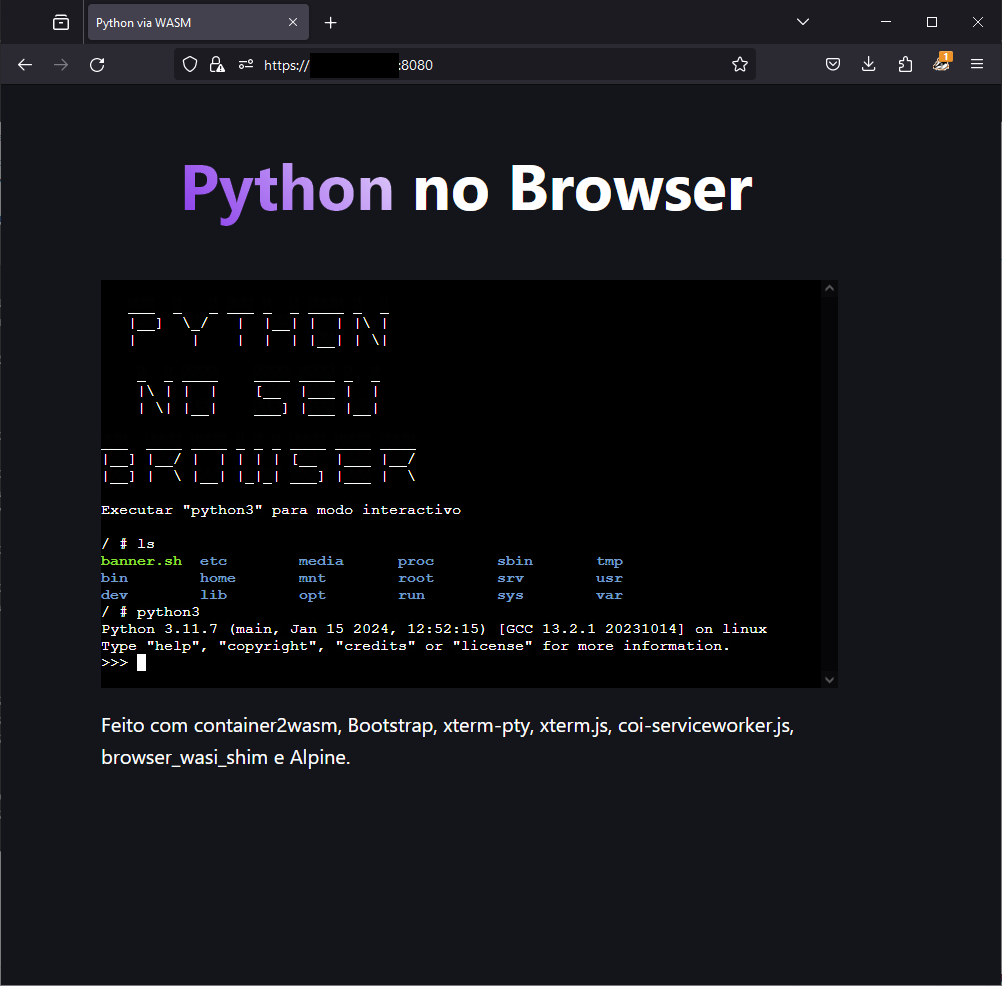 Python via WASM
https:// :8080
1
Python no Browser
PYTHON
NO SEU
BROWSER
Executar "python3" para modo interactivo
/ # ls
banner.sh etc media proc sbin tmp
bin home mnt root srv usr
dev lib opt run sys var
/ # python3
Python 3.11.7 (main, Jan 15 2024, 12:52:15) [GCC 13.2.1 20231014] on linux
Type "help", "copyright", "credits" or "license" for more information.
>>>
Feito com container2wasm, Bootstrap, xterm-pty, xterm.js, coi-serviceworker.js,
browser_wasi_shim e Alpine.